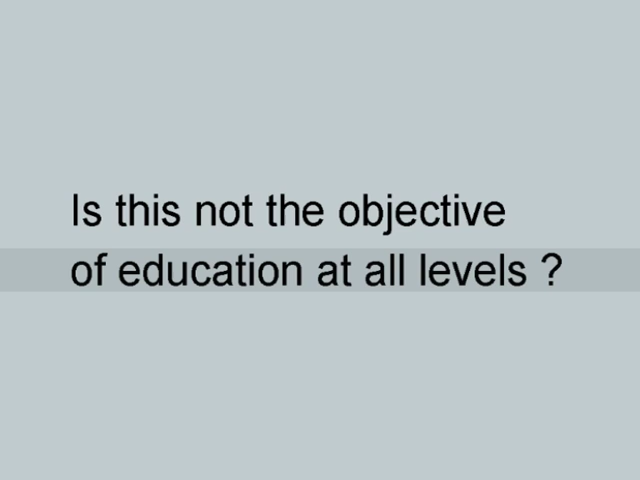 Is this not the objective
of education at all levels ?